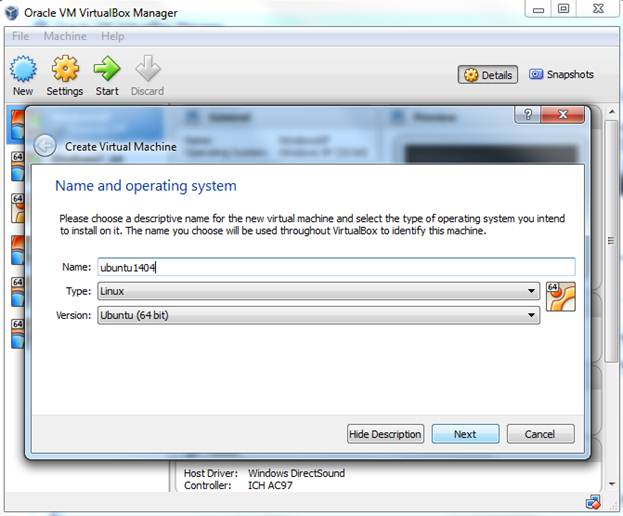 Oracle VM VirtualBox Manager
File Machine Help
New Settings Start Discard
Details Snapshots
Create Virtual Machine
Name and operating system
Please choose a descriptive name for the new virtual machine and select the type of operating system you intend
to install on it. The name you choose will be used throughout VirtualBox to identify this machine.
Name: ubuntu1404
Type: Linux
64
Version: Ubuntu (64 bit)
Hide Description Next Cancel
Host Driver: Windows DirectSound
Controller: ICH AC97